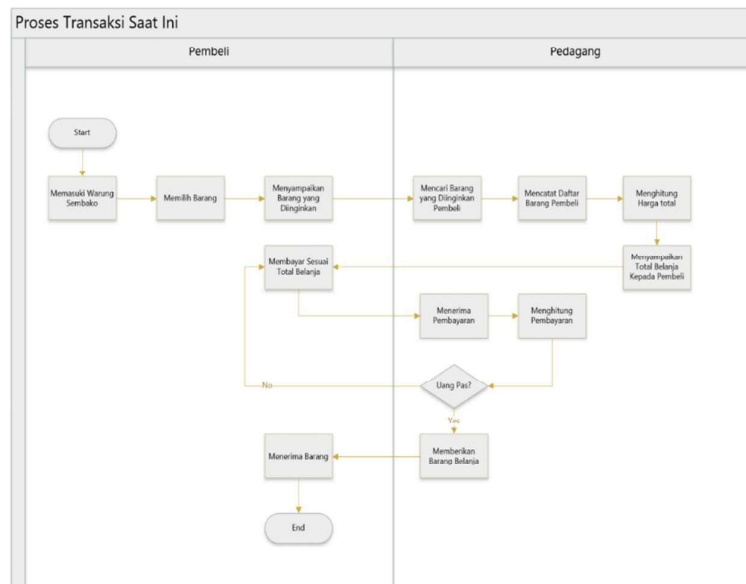 Proses Transaksi Saat Ini
Pembeli
Pedagang
Start
Memasuki Warung
Sembako
Memilih Barang
Menyampaikan
Barang yang
Diinginkan
Mencari Barang
yang Diinginkan
Pembeli
Mencatat Daftar
Barang Pembeli
Menghitung
Harga total
Menyampaikan
Total Belanja
Kepada Pembeli
Membayar Sesuai
Total Belanja
Menerima
Pembayaran
Menghitung
Pembayaran
Uang Pas?
No
Yes
Memberikan
Barang Belanja
Menerima Barang
End